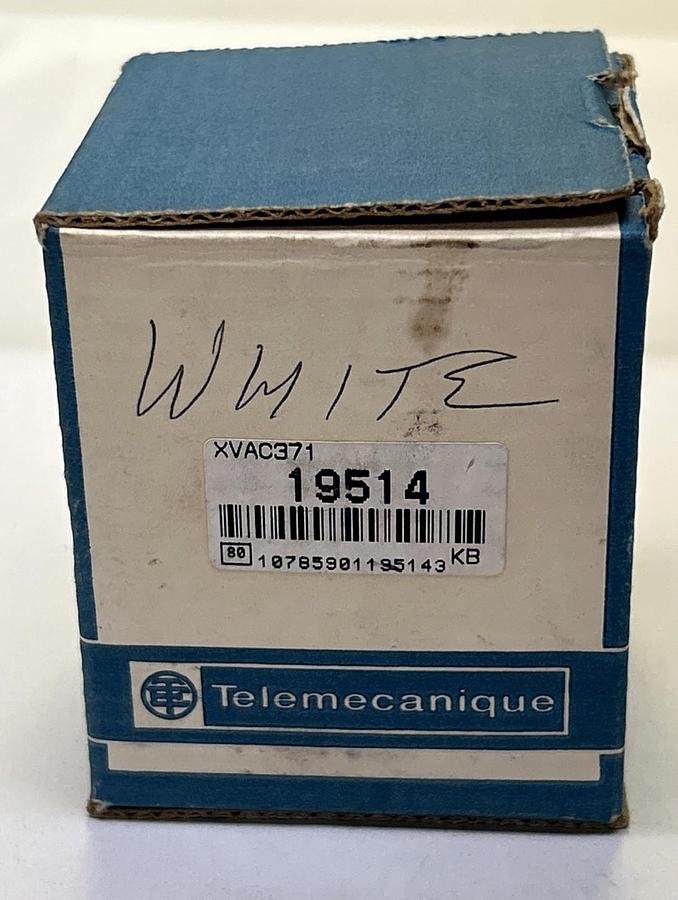 WHITE
XVAC371
19514
80 10785901195143 KB
Telemecanique